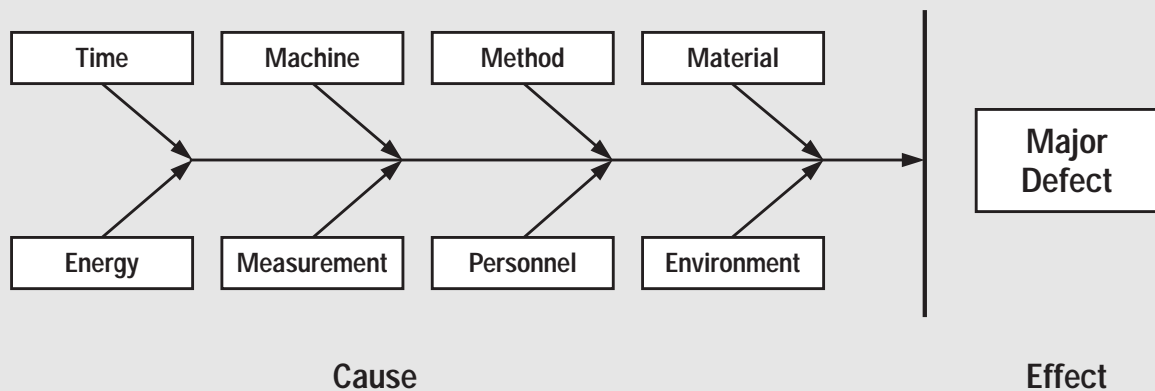 Time
Machine
Method
Material
Major
Defect
Energy
Measurement
Personnel
Environment
Cause
Effect